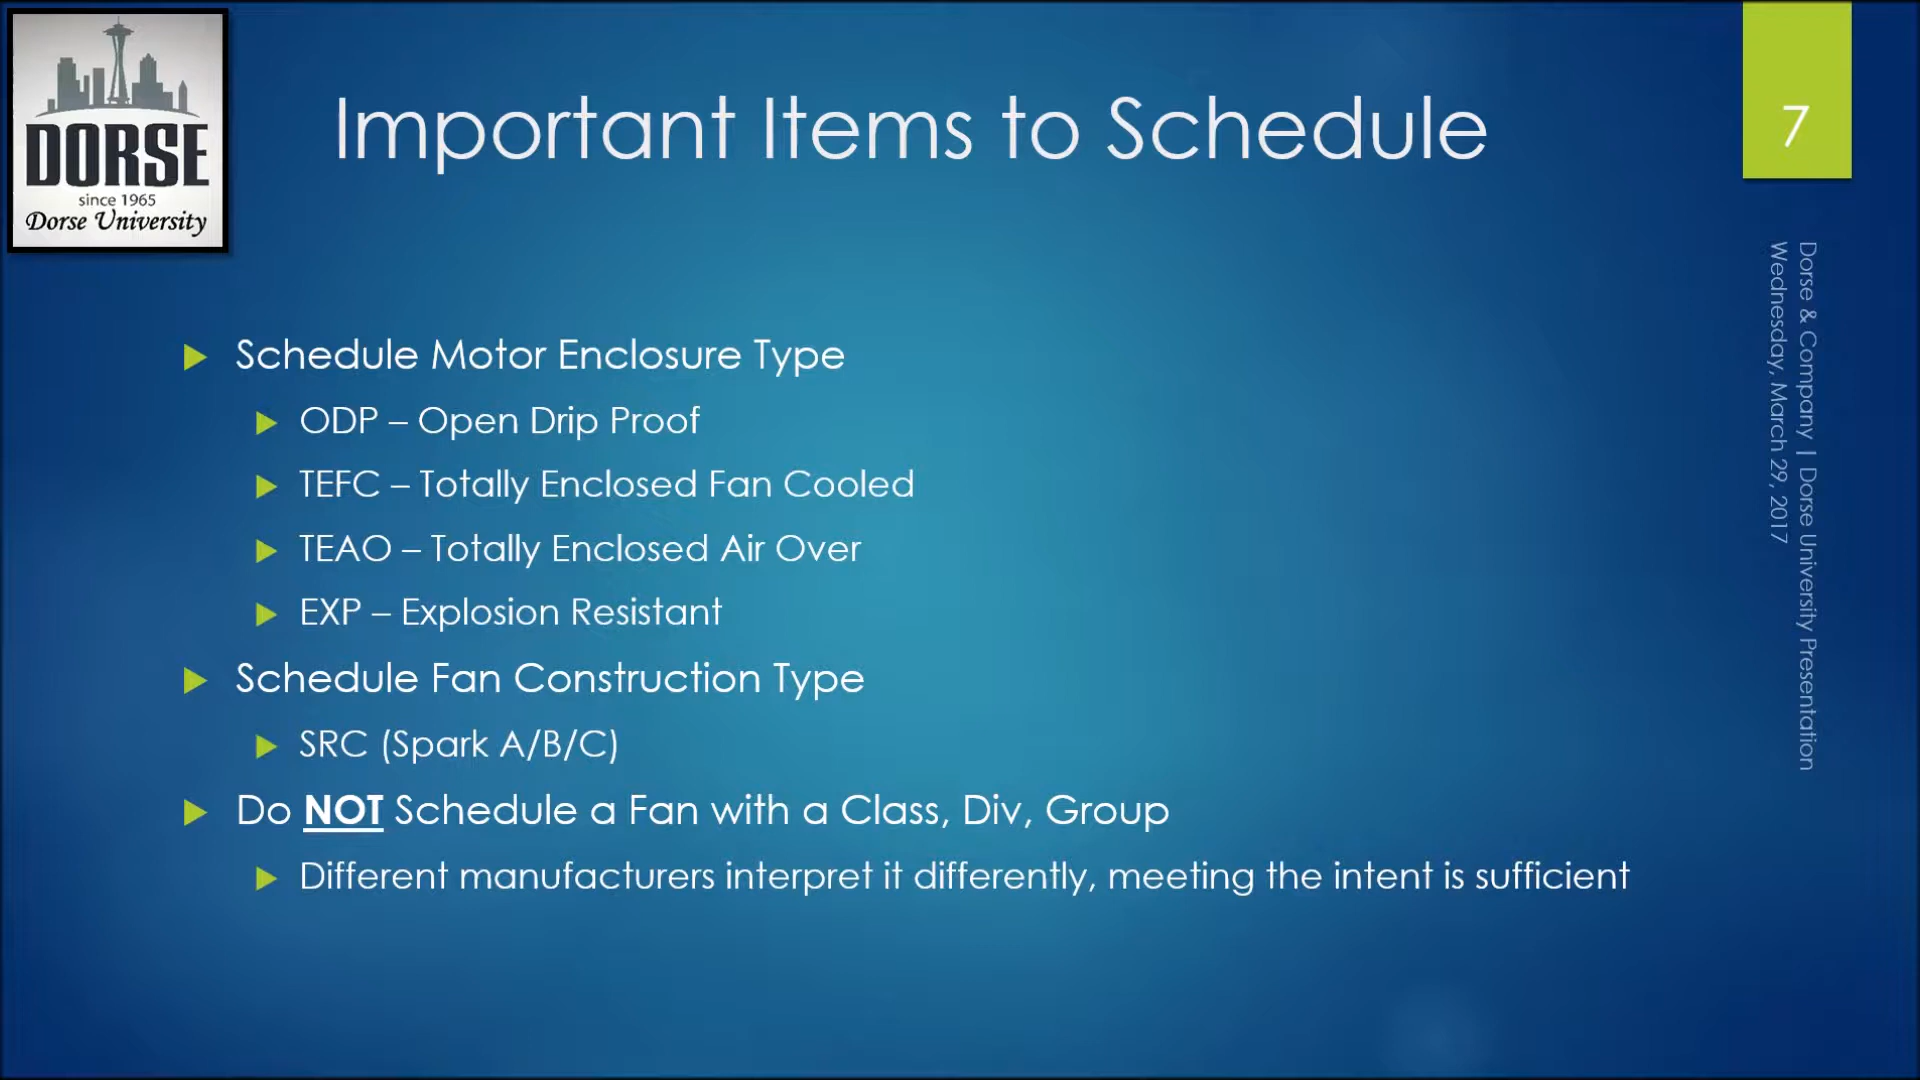 DORSE
since 1965
Dorse University
Important Items to Schedule
7
Schedule Motor Enclosure Type
ODP – Open Drip Proof
TEFC – Totally Enclosed Fan Cooled
TEAO – Totally Enclosed Air Over
EXP – Explosion Resistant
Schedule Fan Construction Type
SRC (Spark A/B/C)
Do NOT Schedule a Fan with a Class, Div, Group
Different manufacturers interpret it differently, meeting the intent is sufficient
Dorse & Company | Dorse University Presentation
Wednesday, March 29, 2017